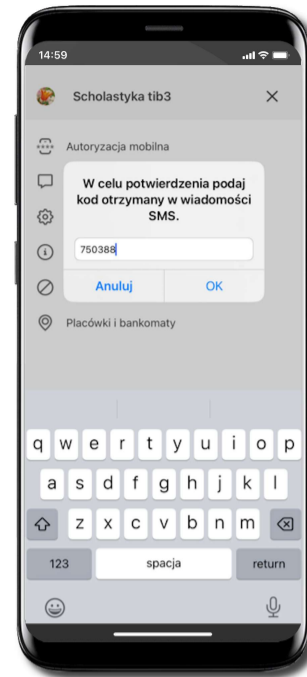 14:59
Scholastyka tib3
Autoryzacja mobilna
W celu potwierdzenia podaj
kod otrzymany w wiadomości
SMS.
750388
Anuluj OK
Placówki i bankomaty
q w e r t y u i o p
a s d f g h j k l
z x c v b n m
123 spacja return